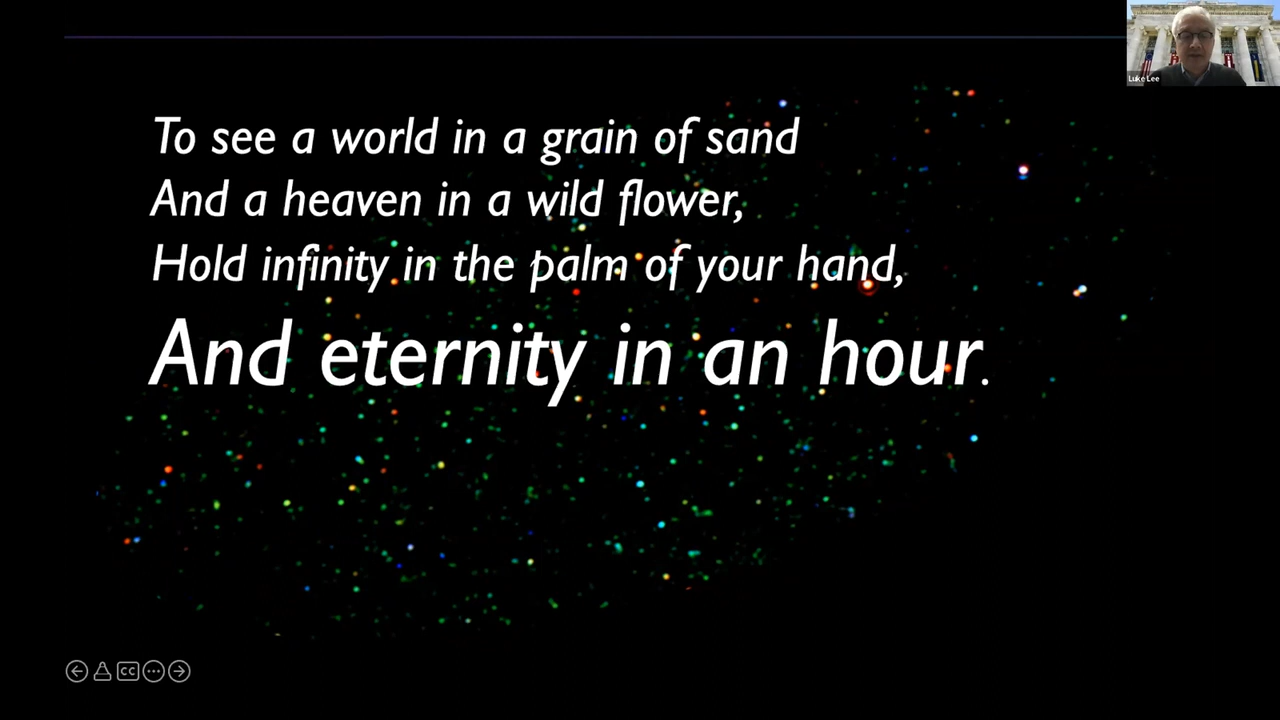 Luke Lee
To see a world in a grain of sand
And a heaven in a wild flower,
Hold infinity in the palm of your hand,
And eternity in an hour.
CC